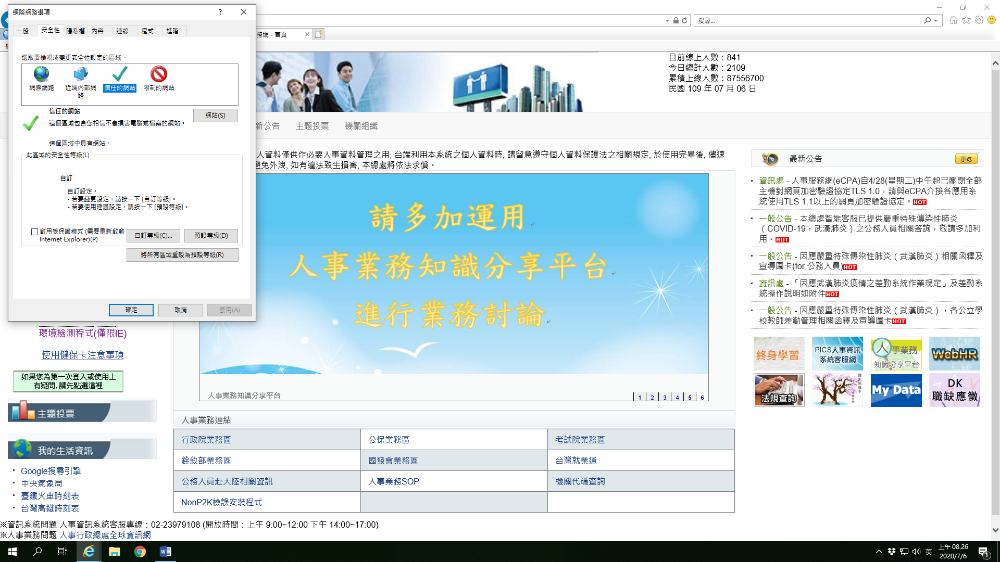 網際網路選項
一般 安全性 隱私權 內容 連線 程式 進階
選取要檢視或變更安全性設定的區域。
網際網路
近端內部網路
信任的網站
限制的網站
信任的網站
網站(S)
這個區域包含您相信不會損害電腦或檔案的網站。
這個區域中具有網站。
此區域的安全性等級(L)
自訂
自訂設定。
- 若要變更設定，請按一下 [自訂等級]。
- 若要使用建議設定，請按一下 [預設等級]。
啟用受保護模式 (需要重新啟動
Internet Explorer)(P)
自訂等級(C)...
預設等級(D)
將所有區域重設為預設等級(R)
確定
取消
套用(A)
搜尋...
務網 - 首頁
目前線上人數：841
今日總計人數：2109
累積上線人數：87556700
民國 109 年 07 月 06 日
新公告 主題投票 機關組織
人資料僅供作必要人事資料管理之用, 台端利用本系統之個人資料時, 請留意遵守個人資料保護法之相關規定, 於使用完畢後, 儘速
避免外洩, 如有違法致生損害, 本總處將依法求償。
請多加運用
人事業務知識分享平台
進行業務討論
人事業務知識分享平台
1 2 3 4 5 6
最新公告
更多
資訊處 - 人事服務網(eCPA)自4/28(星期二)中午起已關閉全部
主機對網頁加密驗證協定TLS 1.0，請與eCPA介接各應用系
統使用TLS 1.1以上的網頁加密驗證協定。HOT
一般公告 - 本總處智能客服已提供嚴重特殊傳染性肺炎
（COVID-19，武漢肺炎）之公務人員相關答詢，敬請多加利
用。HOT
一般公告 - 因應嚴重特殊傳染性肺炎（武漢肺炎）相關函釋及
宣導圖卡(for 公務人員)HOT
資訊處 -「因應武漢肺炎疫情之差勤系統作業規定」及差勤系
統操作說明如附件HOT
一般公告 - 因應嚴重特殊傳染性肺炎（武漢肺炎），各公立學
校教師差勤管理相關函釋及宣導圖卡HOT
終身學習
PICS人事資訊
系統客服網
人事業務
知識分享平台
WebHR
法規查詢
My Data
DK
職缺應徵
環境檢測程式(僅限IE)
使用健保卡注意事項
如果您為第一次登入或使用上
有疑問, 請先點選這裡
主題投票
我的生活資訊
Google搜尋引擎
中央氣象局
臺鐵火車時刻表
台灣高鐵時刻表
人事業務連結
行政院業務區 公保業務區 考試院業務區
銓敘部業務區 國發會業務區 台灣就業通
公務人員赴大陸相關資訊 人事業務SOP 機關代碼查詢
NonP2K檢誤安裝程式
※資訊系統問題 人事資訊系統客服專線：02-23979108 (開放時間：上午 9:00~12:00 下午 14:00~17:00)
※人事業務問題 人事行政總處全球資訊網
英
上午 08:26
2020/7/6
1